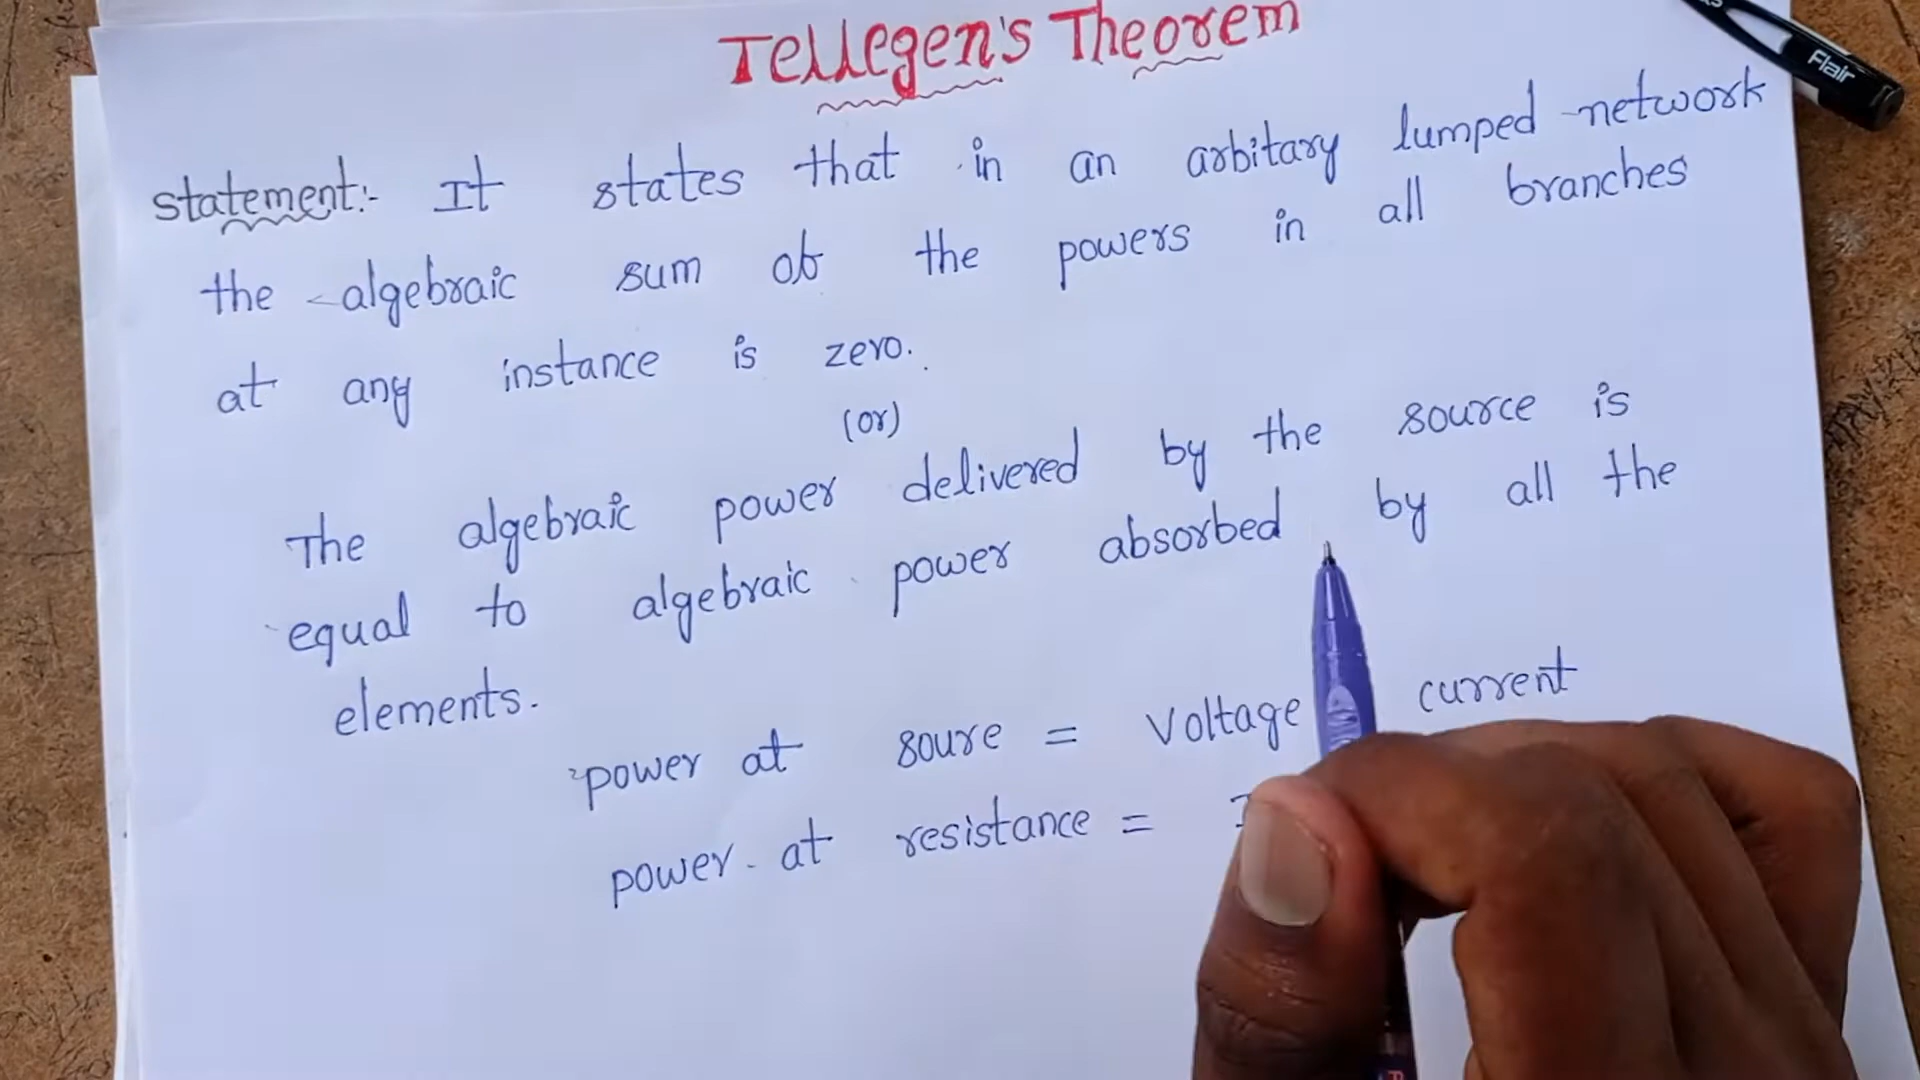 Tellegen's Theorem
Flair
statement:- It states that in an arbitary lumped network
the algebraic sum of the powers in all branches
at any instance is zero.
(or)
The algebraic power delivered by the source is
equal to algebraic power absorbed by all the
elements.
power at soure = Voltage current
power at resistance =